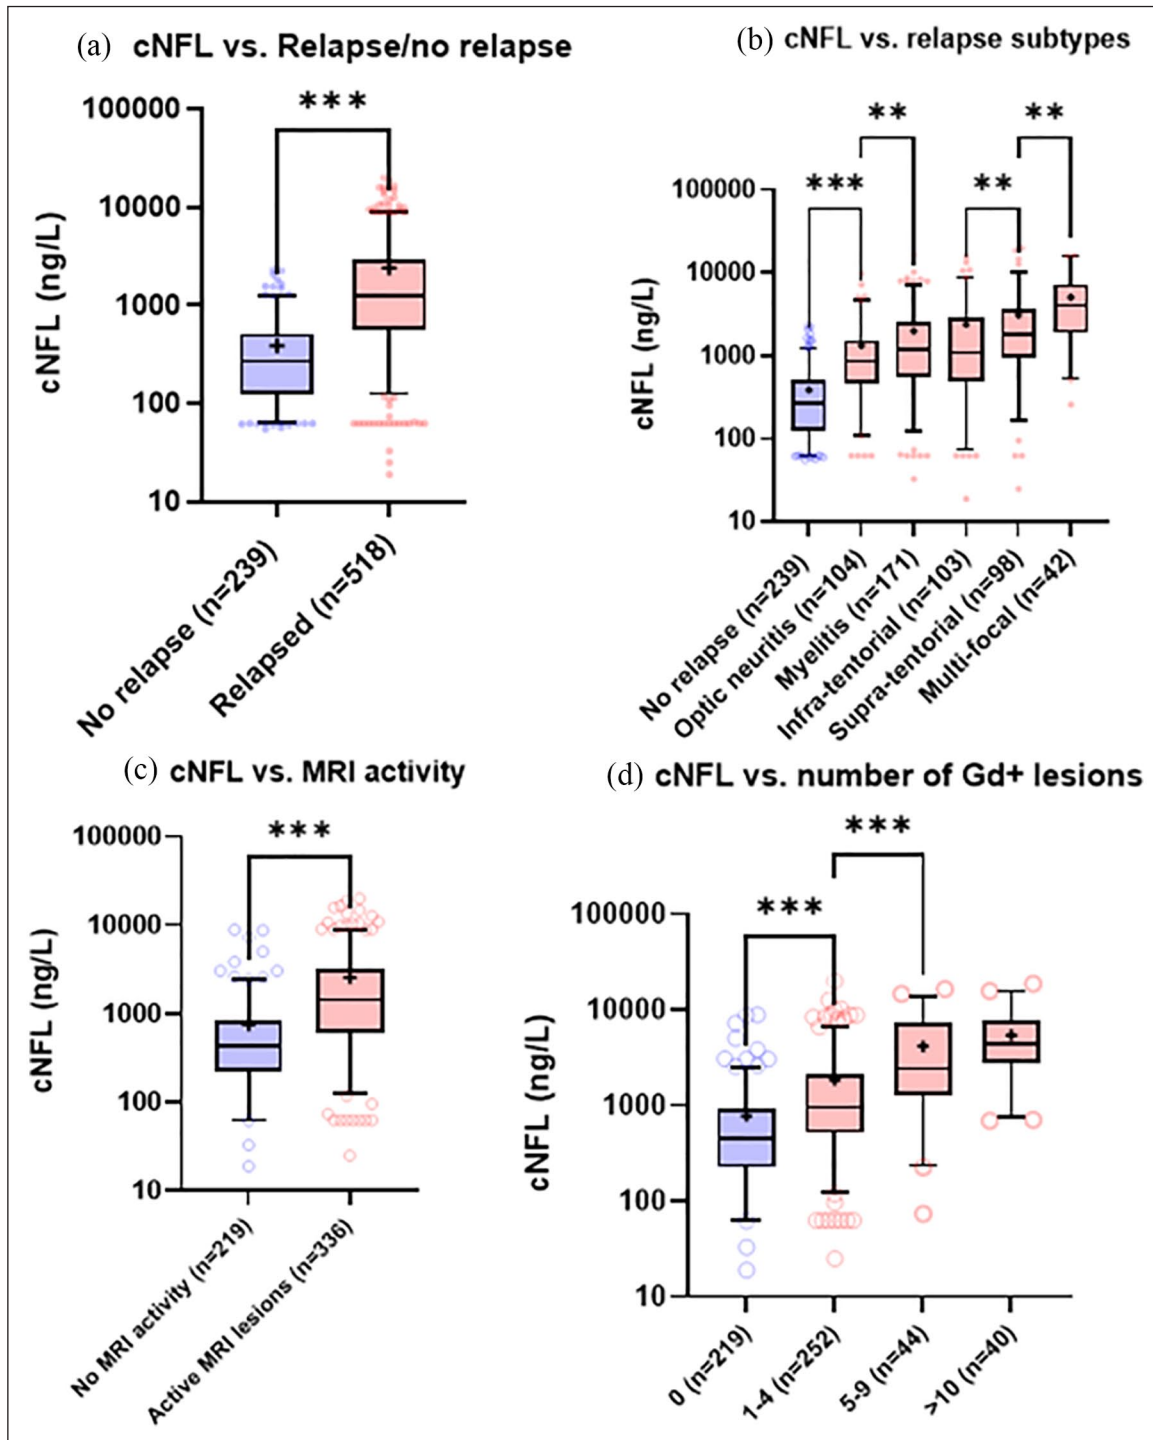 (a) cNFL vs. Relapse/no relapse
***
100000
10000
1000
100
10
cNFL (ng/L)
No relapse (n=239)
Relapsed (n=518)
(b) cNFL vs. relapse subtypes
**
**
***
**
100000
10000
1000
100
10
cNFL (ng/L)
No relapse (n=239)
Optic neuritis (n=104)
Myelitis (n=171)
Infra-tentorial (n=103)
Supra-tentorial (n=98)
Multi-focal (n=42)
(c) cNFL vs. MRI activity
***
100000
10000
1000
100
10
cNFL (ng/L)
No MRI activity (n=219)
Active MRI lesions (n=336)
(d) cNFL vs. number of Gd+ lesions
***
***
100000
10000
1000
100
10
cNFL (ng/L)
0 (n=219)
1-4 (n=252)
5-9 (n=44)
>10 (n=40)